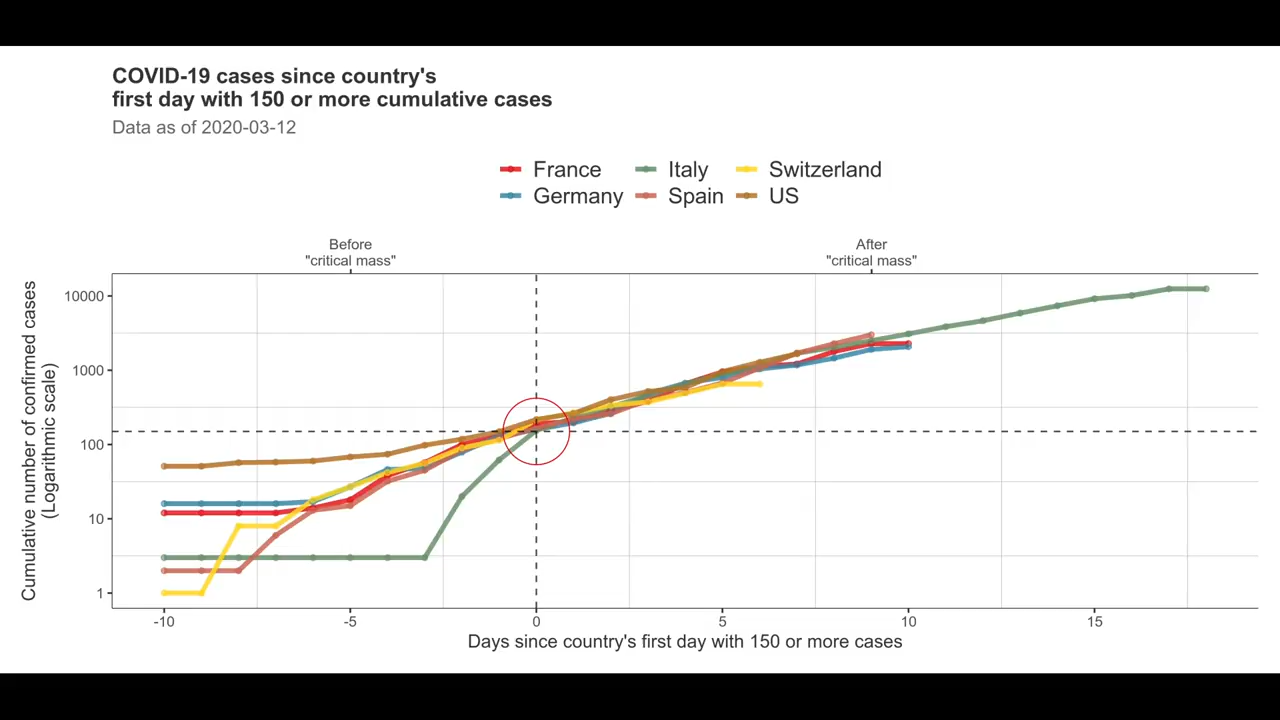 COVID-19 cases since country's
first day with 150 or more cumulative cases
Data as of 2020-03-12
France Italy Switzerland
Germany Spain US
Before
"critical mass"
After
"critical mass"
Cumulative number of confirmed cases
(Logarithmic scale)
10000
1000
100
10
1
-10 -5 0 5 10 15
Days since country's first day with 150 or more cases